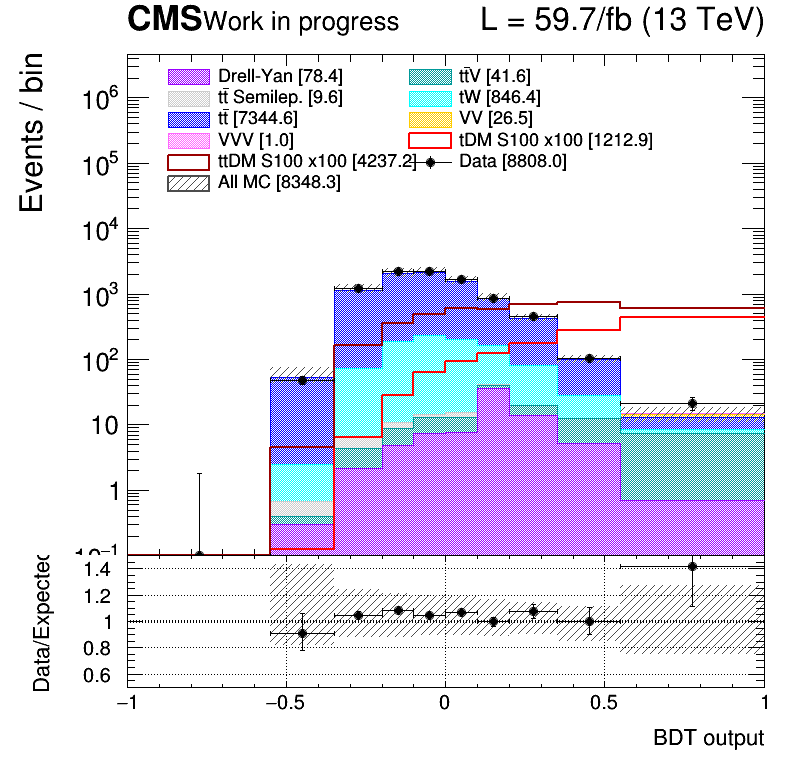 CMS Work in progress L = 59.7/fb (13 TeV)
Events / bin
Drell-Yan [78.4] tt̄V [41.6]
tt̄ Semilep. [9.6] tW [846.4]
tt̄ [7344.6] VV [26.5]
VVV [1.0] tDM S100 x100 [1212.9]
ttDM S100 x100 [4237.2] Data [8808.0]
All MC [8348.3]
10⁶
10⁵
10⁴
10³
10²
10
1
10⁻¹
Data/Expected
1.4
1.2
1
0.8
0.6
−1 −0.5 0 0.5 1
BDT output